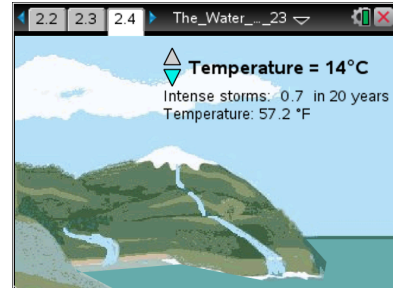 2.2 2.3 2.4 The_Water_..._23
Temperature = 14°C
Intense storms: 0.7 in 20 years
Temperature: 57.2 °F